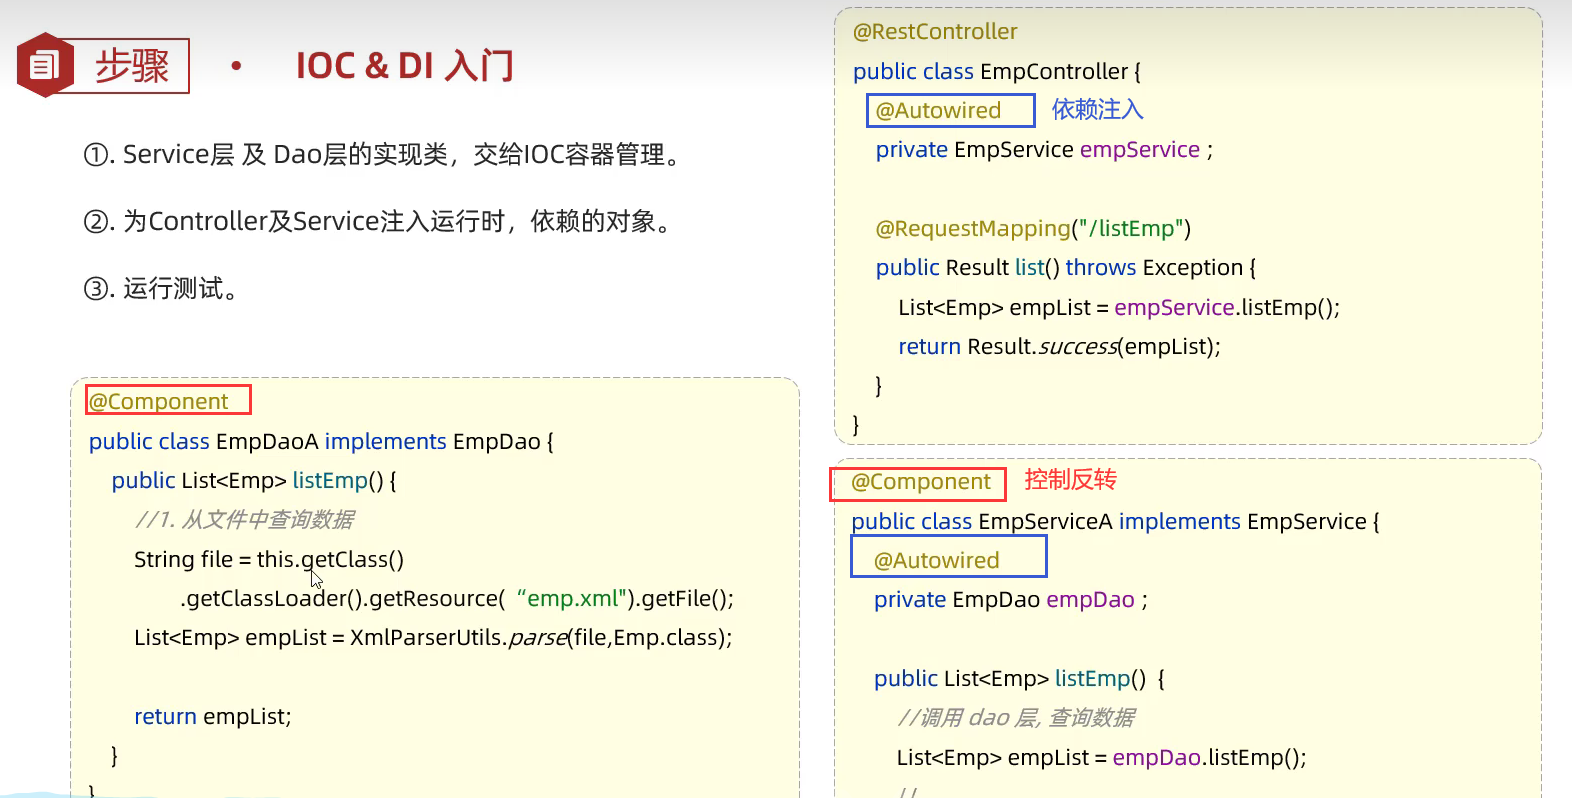 步骤
• IOC & DI 入门
①. Service层 及 Dao层的实现类，交给IOC容器管理。
②. 为Controller及Service注入运行时，依赖的对象。
③. 运行测试。
@Component
public class EmpDaoA implements EmpDao {
public List<Emp> listEmp() {
//1. 从文件中查询数据
String file = this.getClass()
.getClassLoader().getResource( “emp.xml").getFile();
List<Emp> empList = XmlParserUtils.parse(file,Emp.class);
return empList;
}
}
@RestController
public class EmpController {
@Autowired 依赖注入
private EmpService empService ;
@RequestMapping("/listEmp")
public Result list() throws Exception {
List<Emp> empList = empService.listEmp();
return Result.success(empList);
}
}
@Component 控制反转
public class EmpServiceA implements EmpService {
@Autowired
private EmpDao empDao ;
public List<Emp> listEmp() {
//调用 dao 层, 查询数据
List<Emp> empList = empDao.listEmp();
//